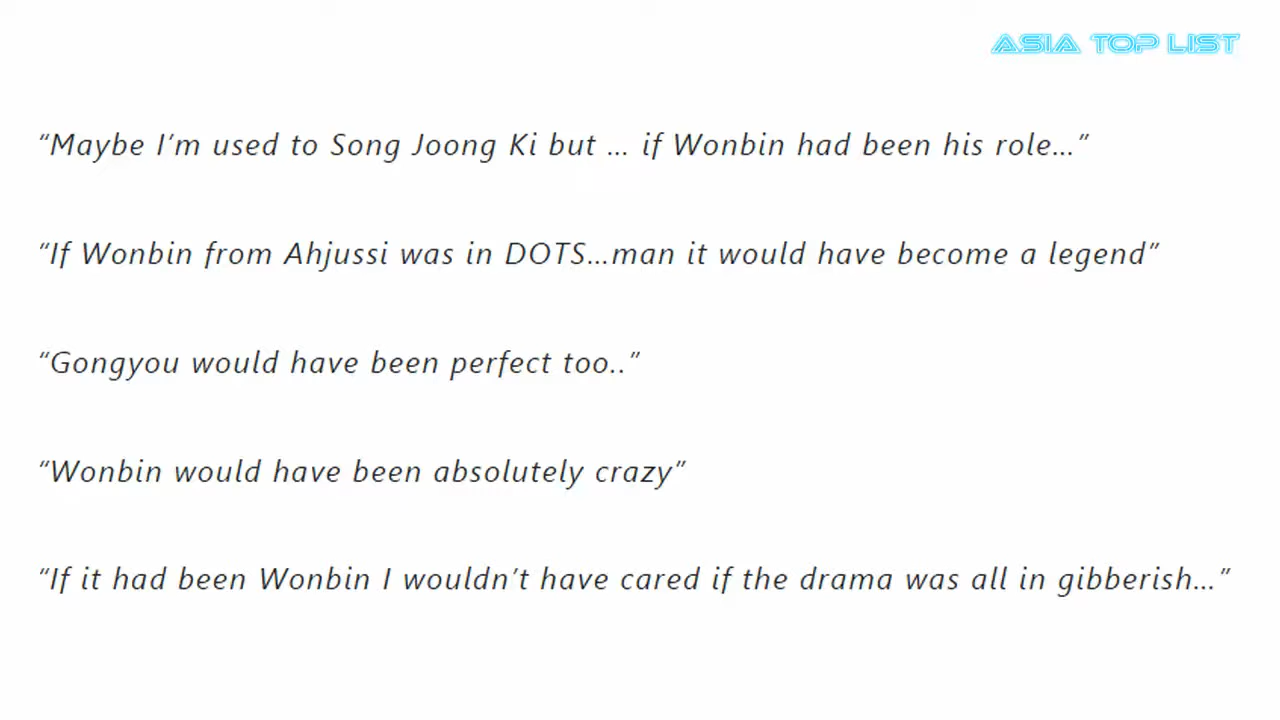 ASIA TOP LIST
“Maybe I’m used to Song Joong Ki but … if Wonbin had been his role…”
“If Wonbin from Ahjussi was in DOTS…man it would have become a legend”
“Gongyou would have been perfect too..”
“Wonbin would have been absolutely crazy”
“If it had been Wonbin I wouldn’t have cared if the drama was all in gibberish…”